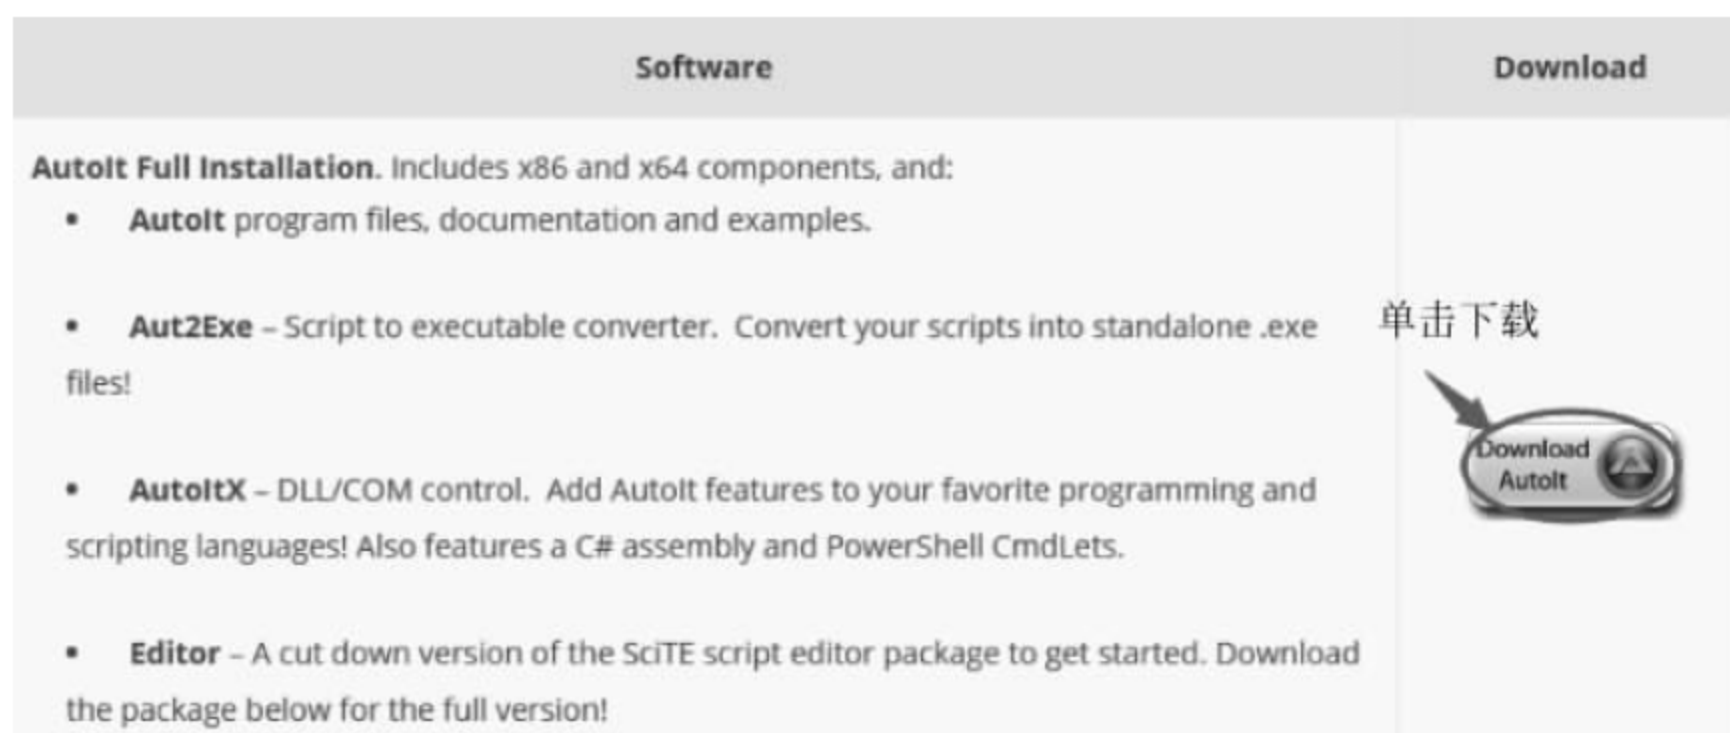 Software
Download
AutoIt Full Installation. Includes x86 and x64 components, and:
• AutoIt program files, documentation and examples.
• Aut2Exe – Script to executable converter.  Convert your scripts into standalone .exe
files!
单击下载
Download
AutoIt
• AutoItX – DLL/COM control.  Add AutoIt features to your favorite programming and
scripting languages! Also features a C# assembly and PowerShell CmdLets.
• Editor – A cut down version of the SciTE script editor package to get started. Download
the package below for the full version!